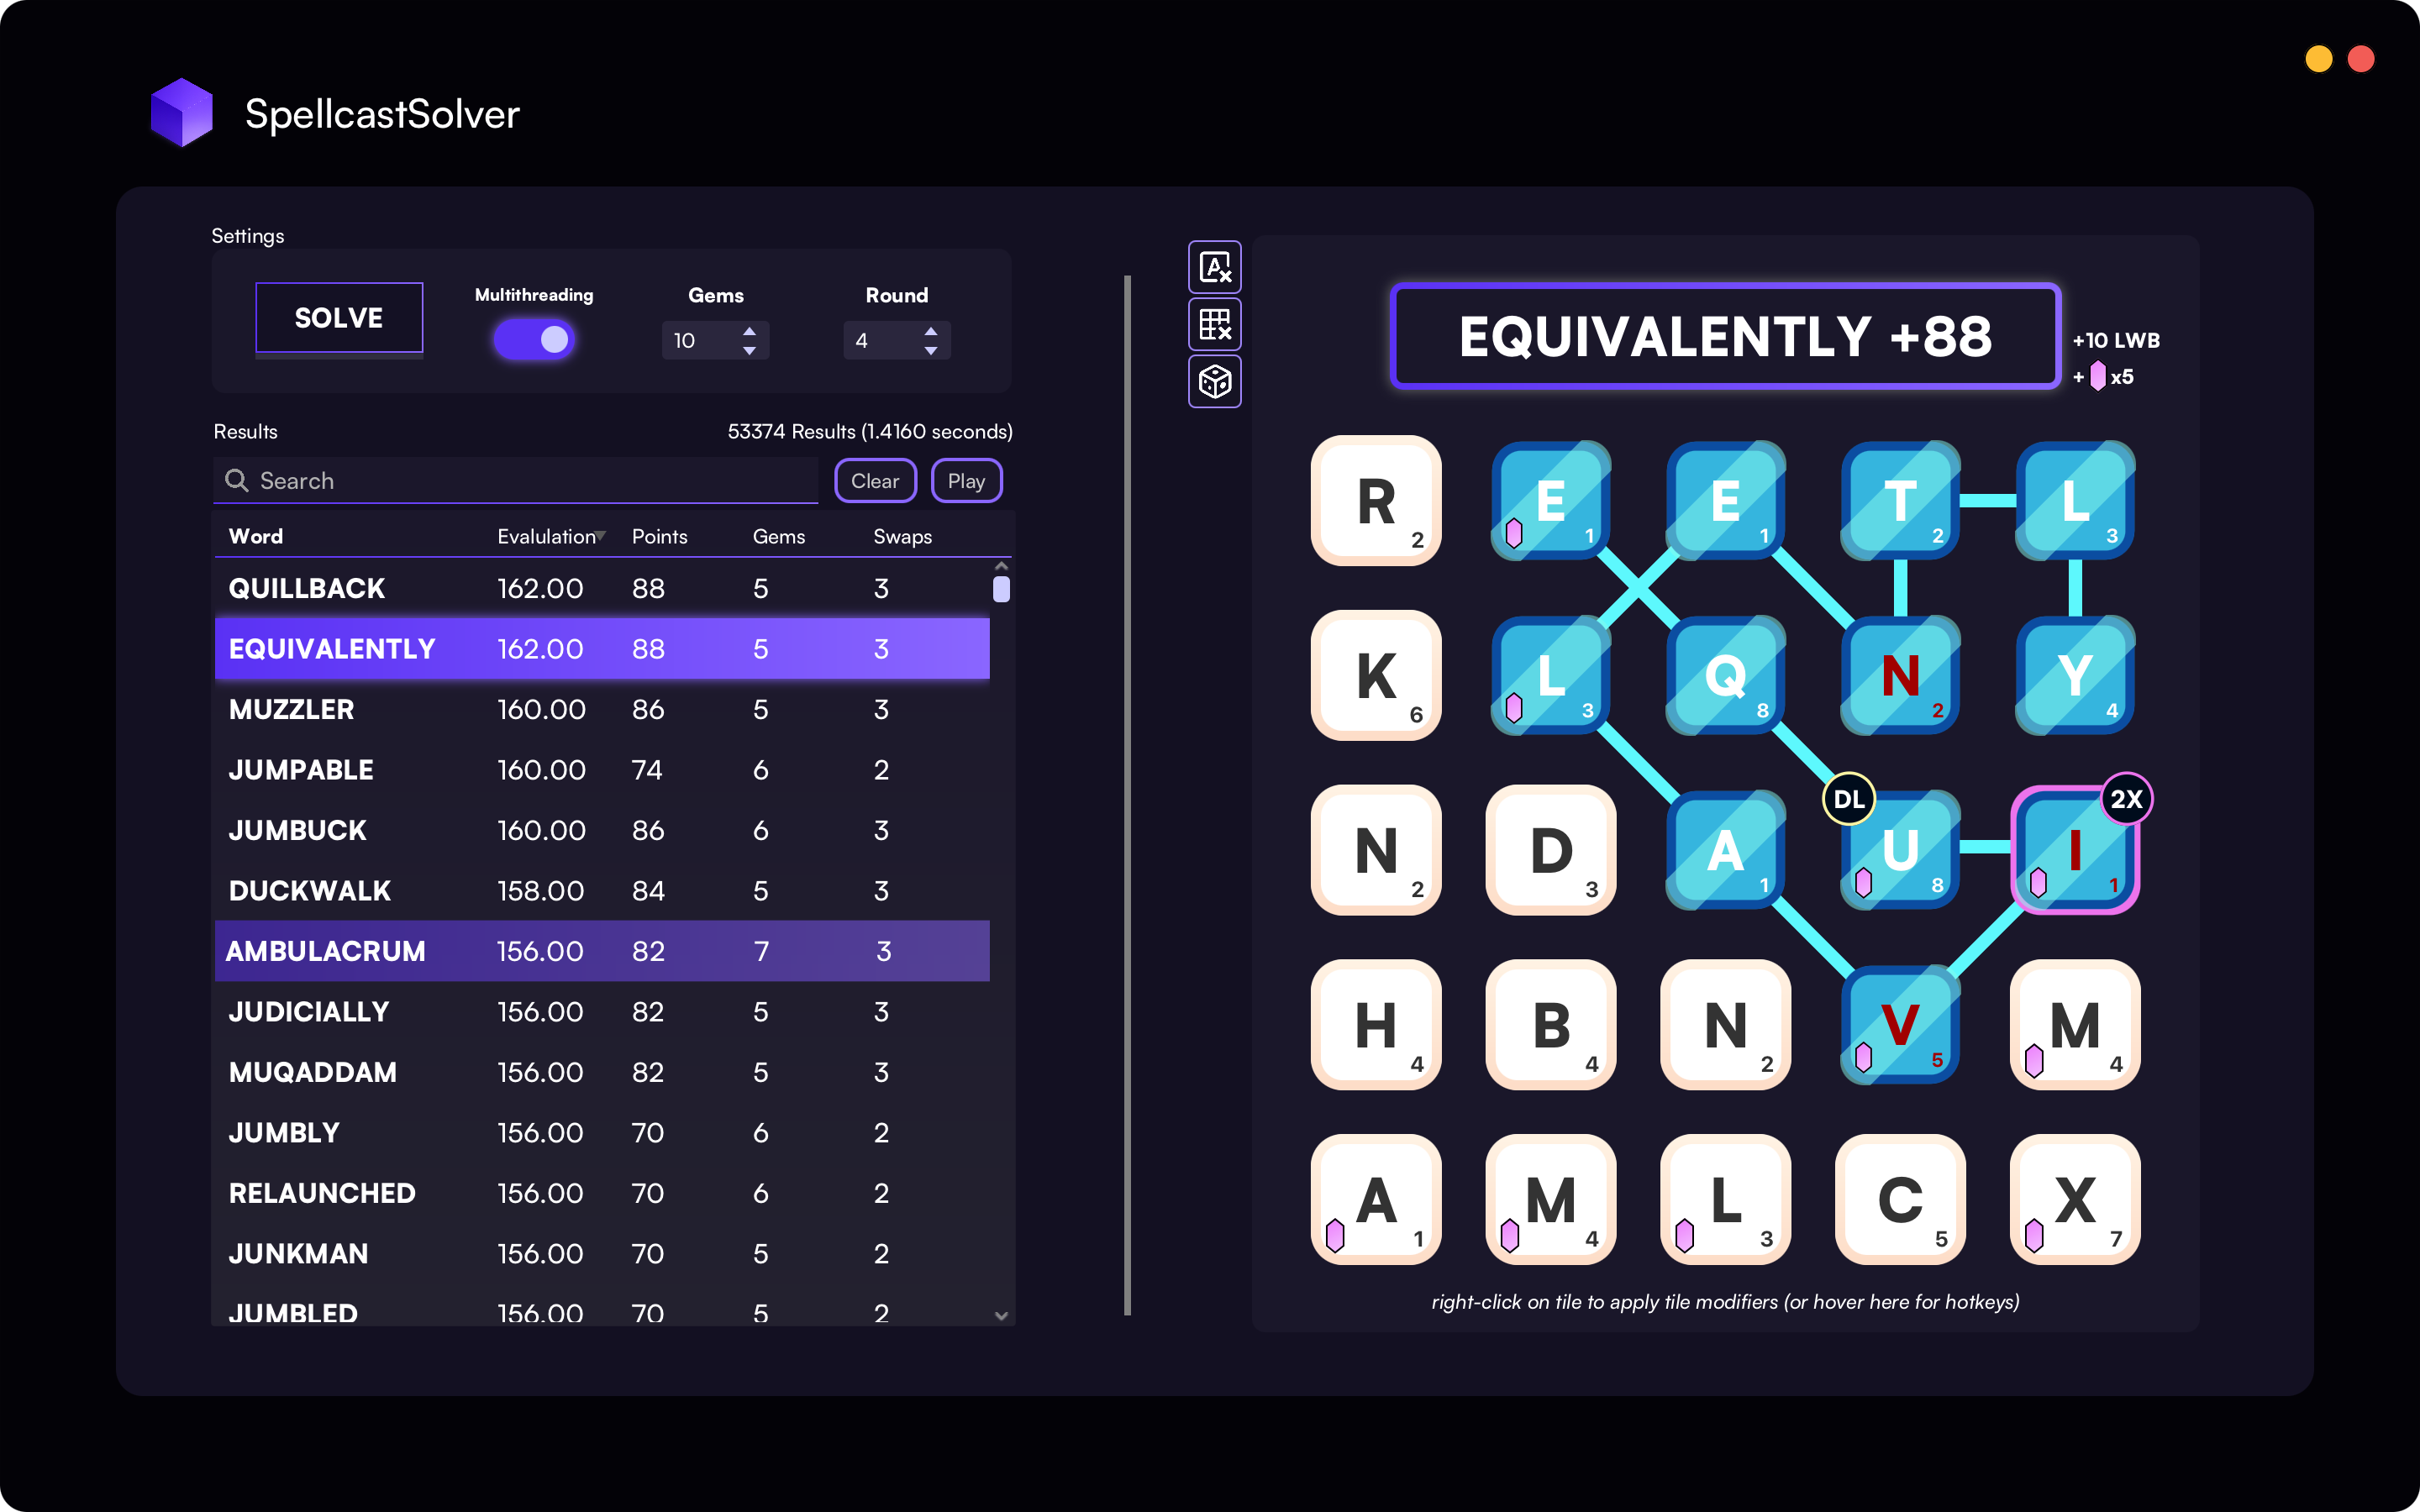 SpellcastSolver
Settings
SOLVE
Multithreading
Gems
Round
10
4
Results
53374 Results (1.4160 seconds)
Search
Clear
Play
Word Evalulation Points Gems Swaps
QUILLBACK 162.00 88 5 3
EQUIVALENTLY 162.00 88 5 3
MUZZLER 160.00 86 5 3
JUMPABLE 160.00 74 6 2
JUMBUCK 160.00 86 6 3
DUCKWALK 158.00 84 5 3
AMBULACRUM 156.00 82 7 3
JUDICIALLY 156.00 82 5 3
MUQADDAM 156.00 82 5 3
JUMBLY 156.00 70 6 2
RELAUNCHED 156.00 70 6 2
JUNKMAN 156.00 70 5 2
JUMBLED 156.00 70 5 2
EQUIVALENTLY +88
+10 LWB
+ x5
R 2 E 1 E 1 T 2 L 3
K 6 L 3 Q 8 N 2 Y 4
DL 2X
N 2 D 3 A 1 U 8 I 1
H 4 B 4 N 2 V 5 M 4
A 1 M 4 L 3 C 5 X 7
right-click on tile to apply tile modifiers (or hover here for hotkeys)